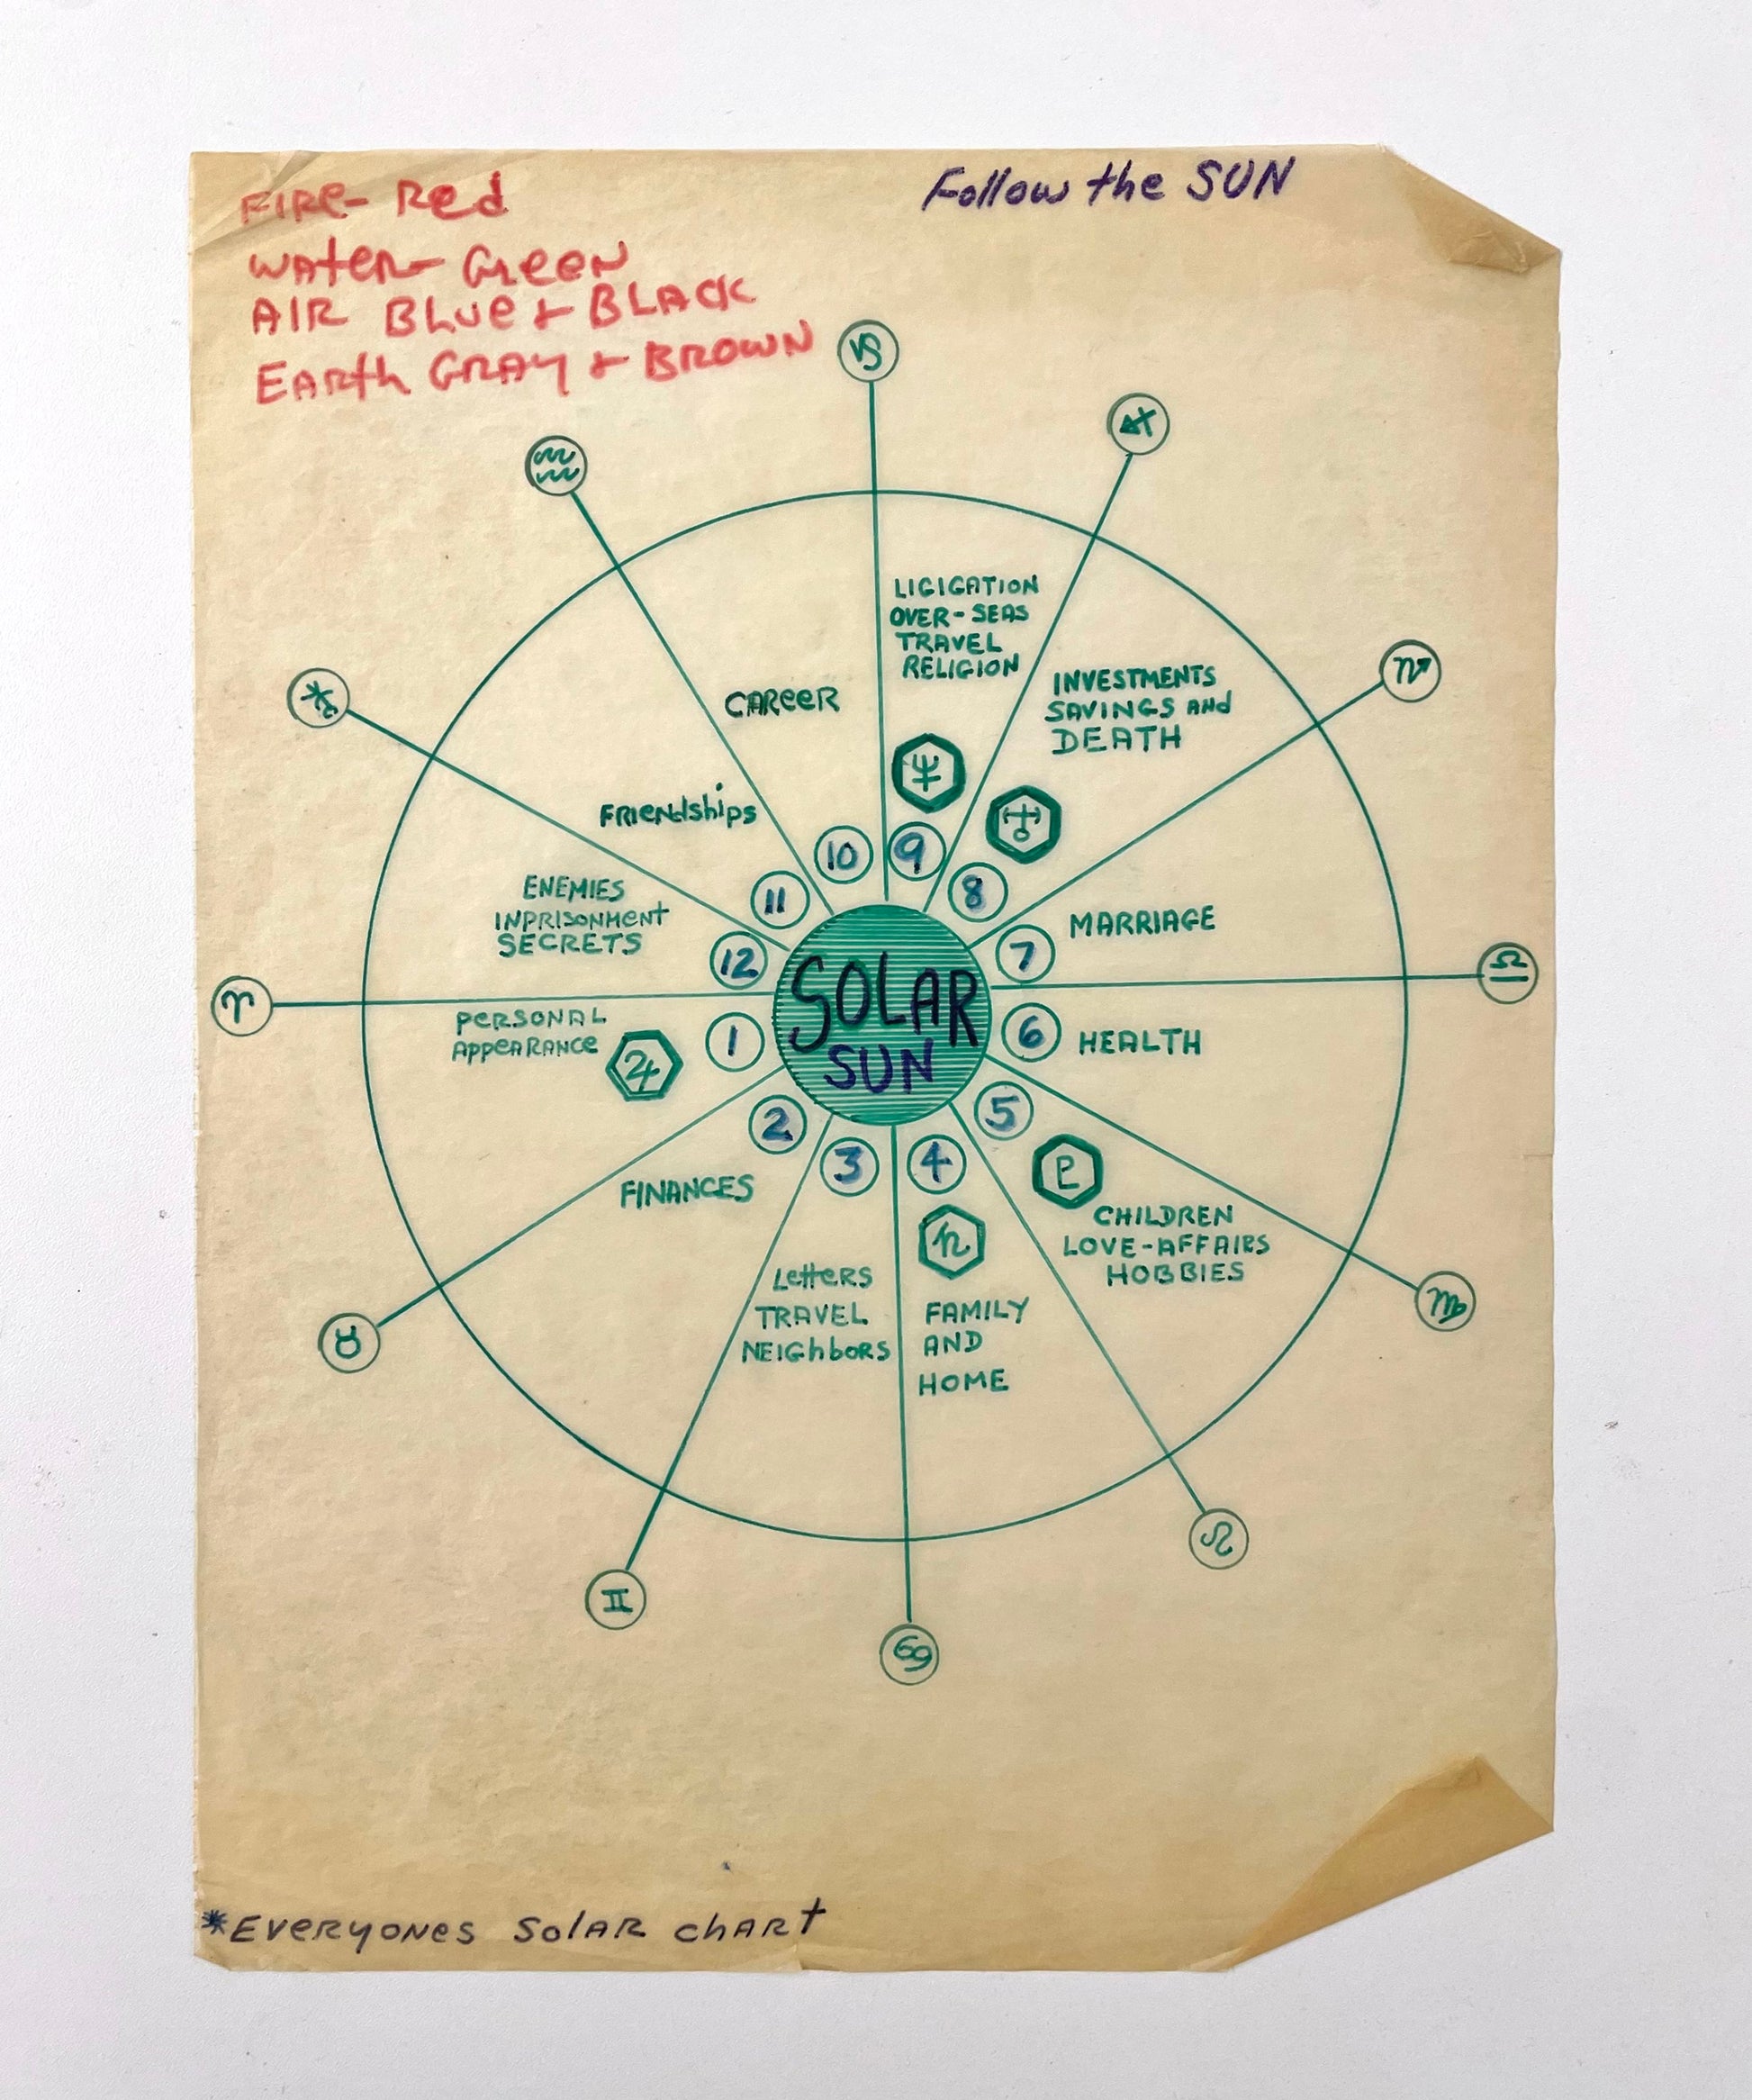 FIRE- Red
WATER- GREEN
AIR BLUE & BLACK
EARth GRAY & BROWN
Follow the SUN
♑
♐
♒
♏
♓
♎
♈
♍
♉
♌
♊
♋
LIGIGATION
OVER-SEAS
TRAVEL
RELIGION
♆
9
INVESTMENTS
SAVINGS ANd
DEATH
♅
8
MARRIAGE
7
HEALTH
6
5
♇
CHILDREN
LOVE-AFFAIRS
HOBBIES
4
♄
FAMILY
AND
HOME
3
LettERS
TRAVEL
NEIGhbORS
2
FINANCES
1
PERSONAL
APPEARANCE
♃
12
ENEMIES
INPRISONMENT
SECRETS
11
FRIENdships
10
CAREER
SOLAR
SUN
*EVERYONES SOLAR chART